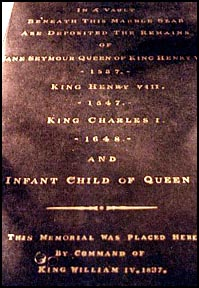 IN A VAULT
BENEATH THIS MARBLE SLAB
ARE DEPOSITED THE REMAINS
OF
JANE SEYMOUR QUEEN OF KING HENRY V
- 1537. -
KING HENRY VIII.
- 1547. -
KING CHARLES I.
- 1648. -
AND
INFANT CHILD OF QUEEN
THIS MEMORIAL WAS PLACED HERE
BY COMMAND OF
KING WILLIAM IV. 1837.